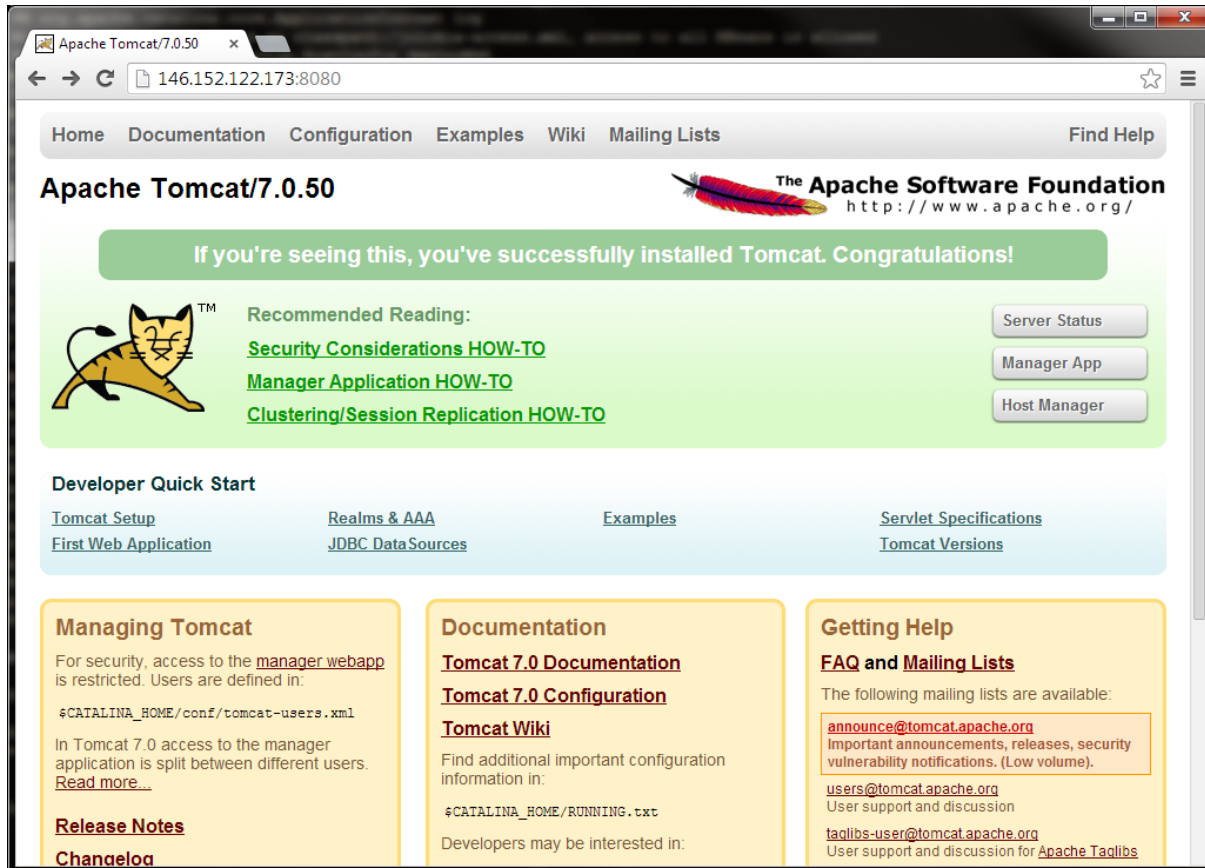 Apache Tomcat/7.0.50
146.152.122.173:8080
Home Documentation Configuration Examples Wiki Mailing Lists Find Help
Apache Tomcat/7.0.50
The Apache Software Foundation
http://www.apache.org/
If you're seeing this, you've successfully installed Tomcat. Congratulations!
TM
Recommended Reading:
Security Considerations HOW-TO
Manager Application HOW-TO
Clustering/Session Replication HOW-TO
Server Status
Manager App
Host Manager
Developer Quick Start
Tomcat Setup
First Web Application
Realms & AAA
JDBC DataSources
Examples
Servlet Specifications
Tomcat Versions
Managing Tomcat
For security, access to the manager webapp
is restricted. Users are defined in:
$CATALINA_HOME/conf/tomcat-users.xml
In Tomcat 7.0 access to the manager
application is split between different users.
Read more...
Release Notes
Changelog
Documentation
Tomcat 7.0 Documentation
Tomcat 7.0 Configuration
Tomcat Wiki
Find additional important configuration
information in:
$CATALINA_HOME/RUNNING.txt
Developers may be interested in:
Getting Help
FAQ and Mailing Lists
The following mailing lists are available:
announce@tomcat.apache.org
Important announcements, releases, security
vulnerability notifications. (Low volume).
users@tomcat.apache.org
User support and discussion
taglibs-user@tomcat.apache.org
User support and discussion for Apache Taglibs